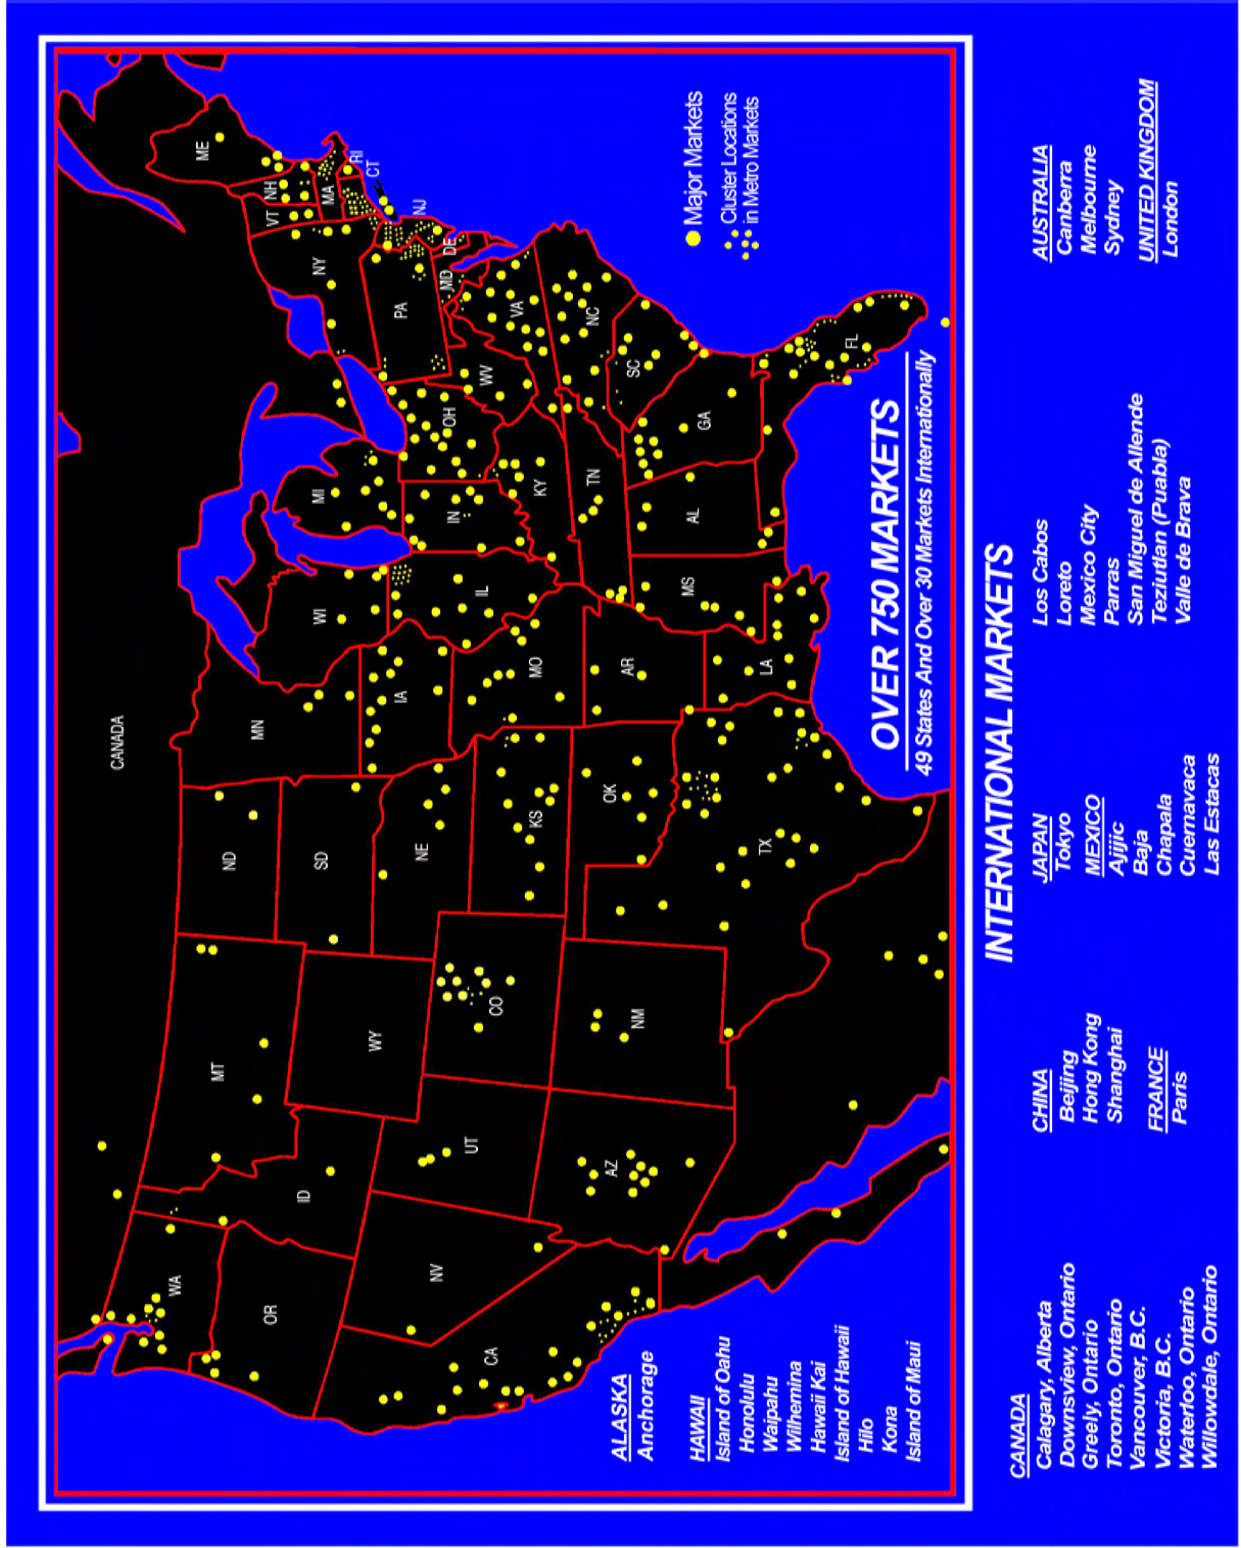 CANADA
WA
OR
ID
MT
ND
SD
MN
WI
MI
WY
NE
IA
IL
IN
OH
PA
NY
VT
NH
ME
MA
RI
CT
NJ
DE
MD
VA
WV
NV
UT
CO
KS
MO
KY
NC
CA
AZ
NM
OK
TX
AR
LA
TN
MS
AL
GA
SC
FL
Major Markets
Cluster Locations
in Metro Markets
OVER 750 MARKETS
49 States And Over 30 Markets Internationally
ALASKA
Anchorage
HAWAII
Island of Oahu
Honolulu
Waipahu
Wilhemina
Hawaii Kai
Island of Hawaii
Hilo
Kona
Island of Maui
INTERNATIONAL MARKETS
CANADA
Calagary, Alberta
Downsview, Ontario
Greely, Ontario
Toronto, Ontario
Vancouver, B.C.
Victoria, B.C.
Waterloo, Ontario
Willowdale, Ontario
CHINA
Beijing
Hong Kong
Shanghai
FRANCE
Paris
JAPAN
Tokyo
MEXICO
Ajijic
Baja
Chapala
Cuernavaca
Las Estacas
Los Cabos
Loreto
Mexico City
Parras
San Miguel de Allende
Teziutlan (Puabla)
Valle de Brava
AUSTRALIA
Canberra
Melbourne
Sydney
UNITED KINGDOM
London